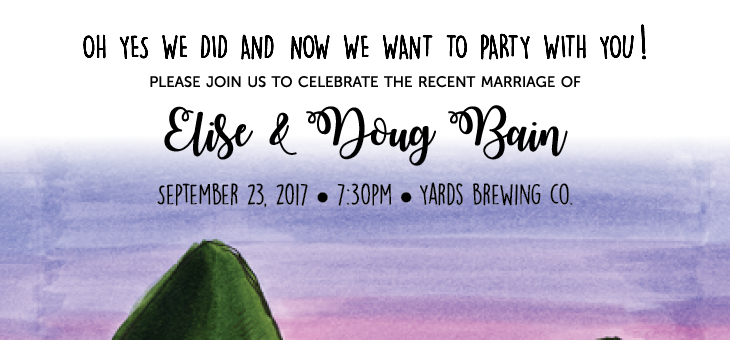 OH YES WE DID AND NOW WE WANT TO PARTY WITH YOU!
PLEASE JOIN US TO CELEBRATE THE RECENT MARRIAGE OF
Elise & Doug Bain
SEPTEMBER 23, 2017 • 7:30PM • YARDS BREWING CO.